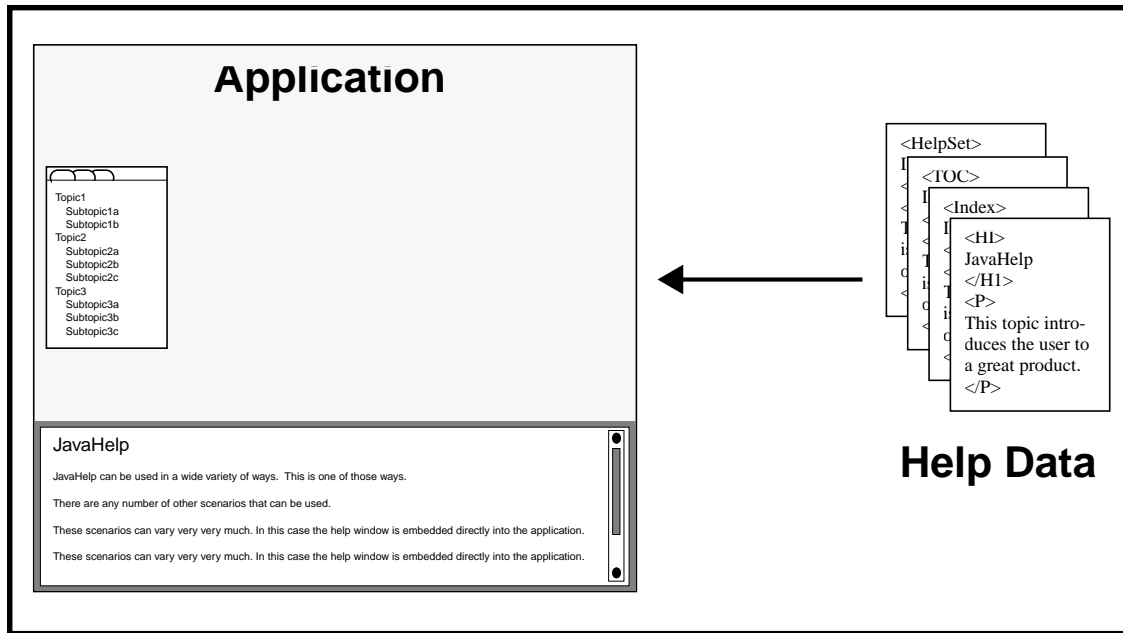 Application
Topic1
Subtopic1a
Subtopic1b
Topic2
Subtopic2a
Subtopic2b
Subtopic2c
Topic3
Subtopic3a
Subtopic3b
Subtopic3c
JavaHelp
JavaHelp can be used in a wide variety of ways.  This is one of those ways.
There are any number of other scenarios that can be used.
These scenarios can vary very very much. In this case the help window is embedded directly into the application.
These scenarios can vary very very much. In this case the help window is embedded directly into the application.
<HelpSet>
<TOC>
<Index>
<HI>
JavaHelp
</H1>
<P>
This topic intro-
duces the user to
a great product.
</P>
Help Data